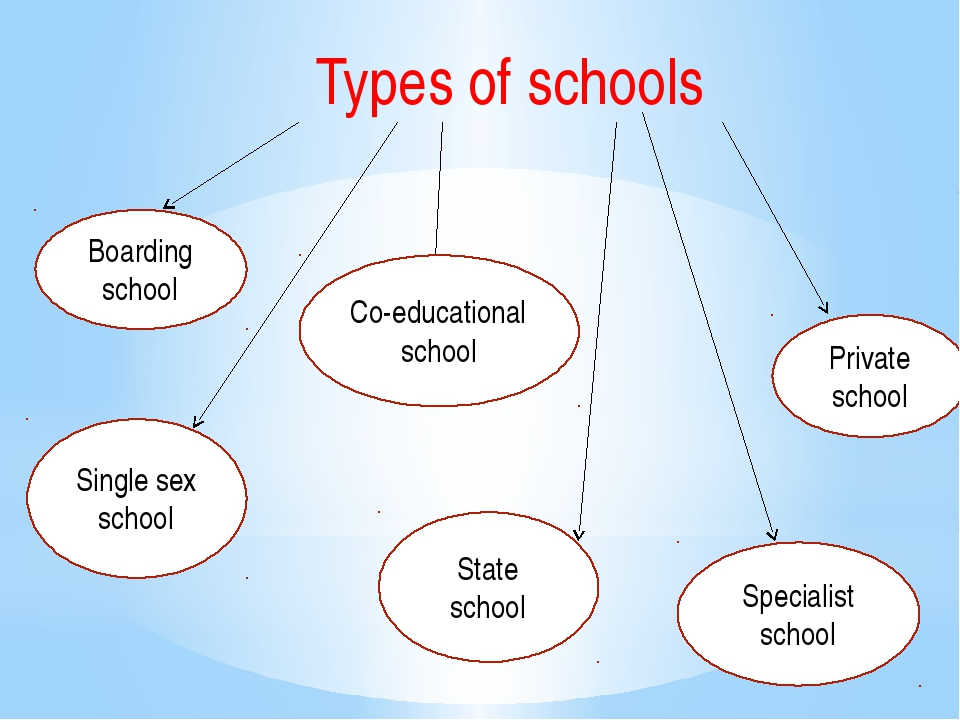 Types of schools
Boarding
school
Co-educational
school
Private
school
Single sex
school
State
school
Specialist
school